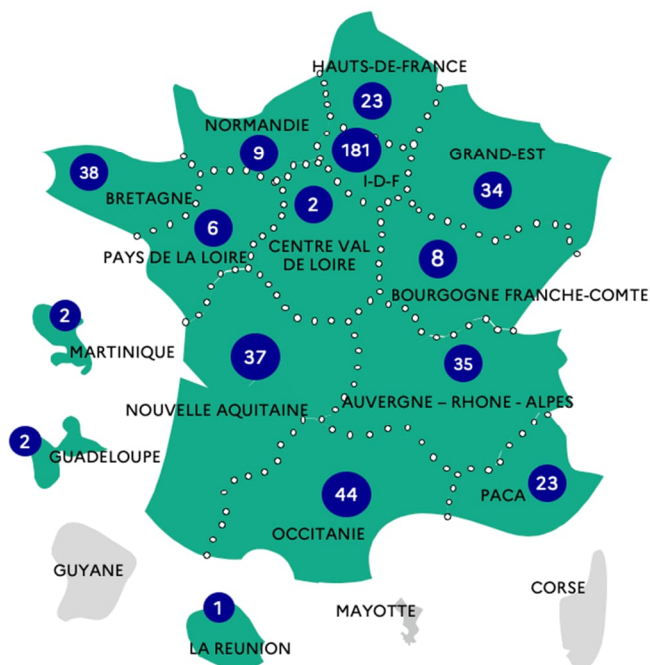 HAUTS-DE-FRANCE
23
NORMANDIE
9
181
I-D-F
GRAND-EST
34
38
BRETAGNE
2
6
PAYS DE LA LOIRE
CENTRE VAL
DE LOIRE
8
BOURGOGNE FRANCHE-COMTE
2
MARTINIQUE
37
NOUVELLE AQUITAINE
35
AUVERGNE – RHONE - ALPES
2
GUADELOUPE
44
OCCITANIE
PACA
23
GUYANE
1
LA REUNION
MAYOTTE
CORSE